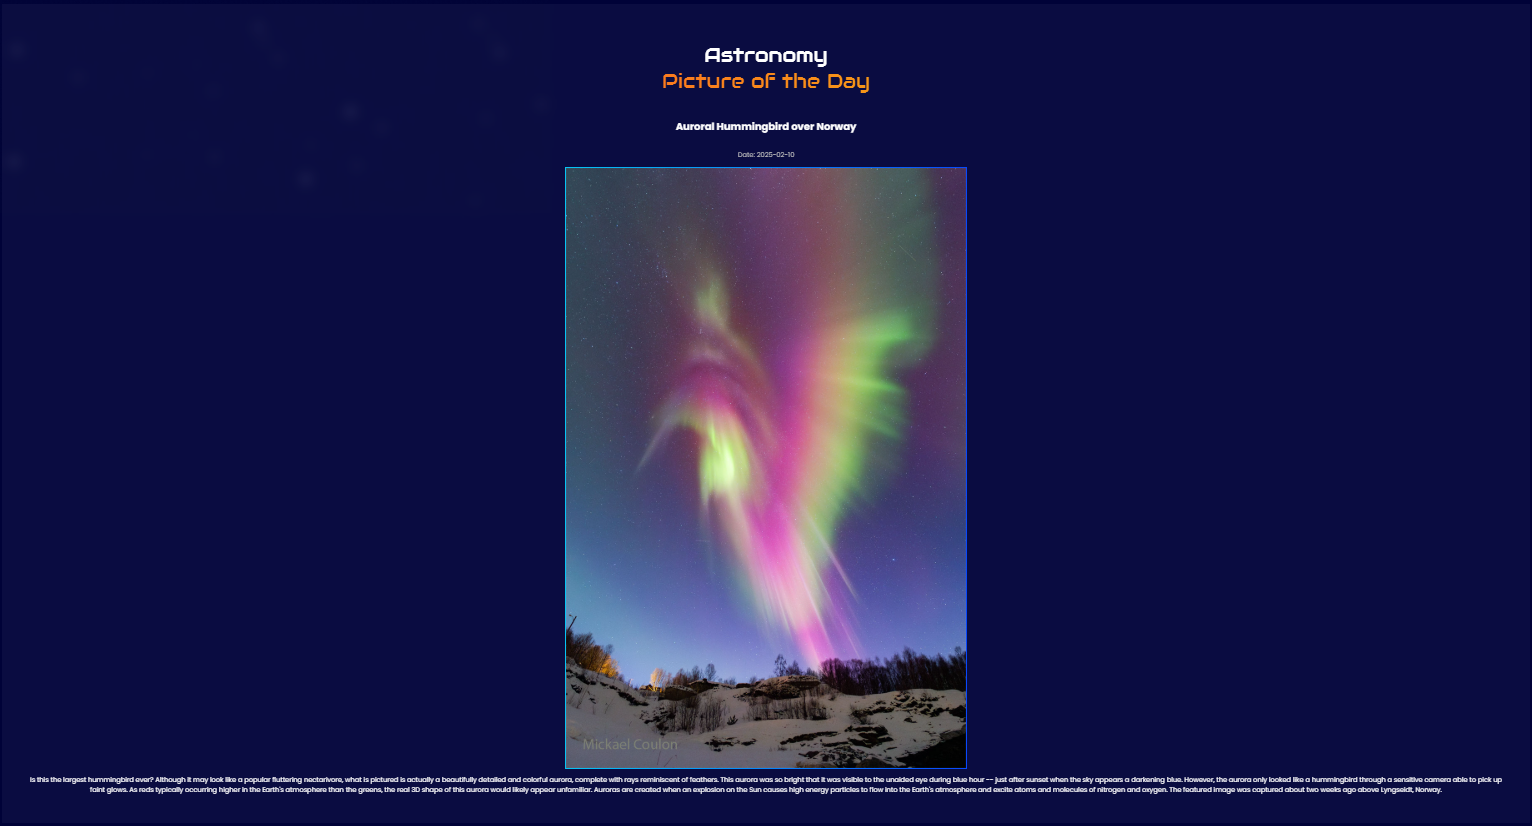 Astronomy
Picture of the Day
Auroral Hummingbird over Norway
Date: 2025-02-10
Mickael Coulon
Is this the largest hummingbird ever? Although it may look like a popular fluttering nectarivore, what is pictured is actually a beautifully detailed and colorful aurora, complete with rays reminiscent of feathers. This aurora was so bright that it was visible to the unaided eye during blue hour -- just after sunset when the sky appears a darkening blue. However, the aurora only looked like a hummingbird through a sensitive camera able to pick up
faint glows. As reds typically occurring higher in the Earth's atmosphere than the greens, the real 3D shape of this aurora would likely appear unfamiliar. Auroras are created when an explosion on the Sun causes high energy particles to flow into the Earth's atmosphere and excite atoms and molecules of nitrogen and oxygen. The featured image was captured about two weeks ago above Lyngseidt, Norway.